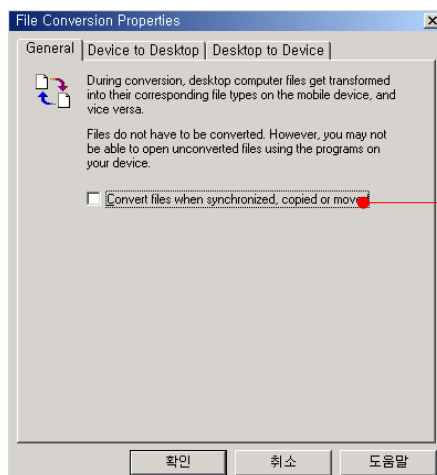 File Conversion Properties
General
Device to Desktop
Desktop to Device
During conversion, desktop computer files get transformed
into their corresponding file types on the mobile device, and
vice versa.
Files do not have to be converted. However, you may not
be able to open unconverted files using the programs on
your device.
Convert files when synchronized, copied or moved
확인
취소
도움말